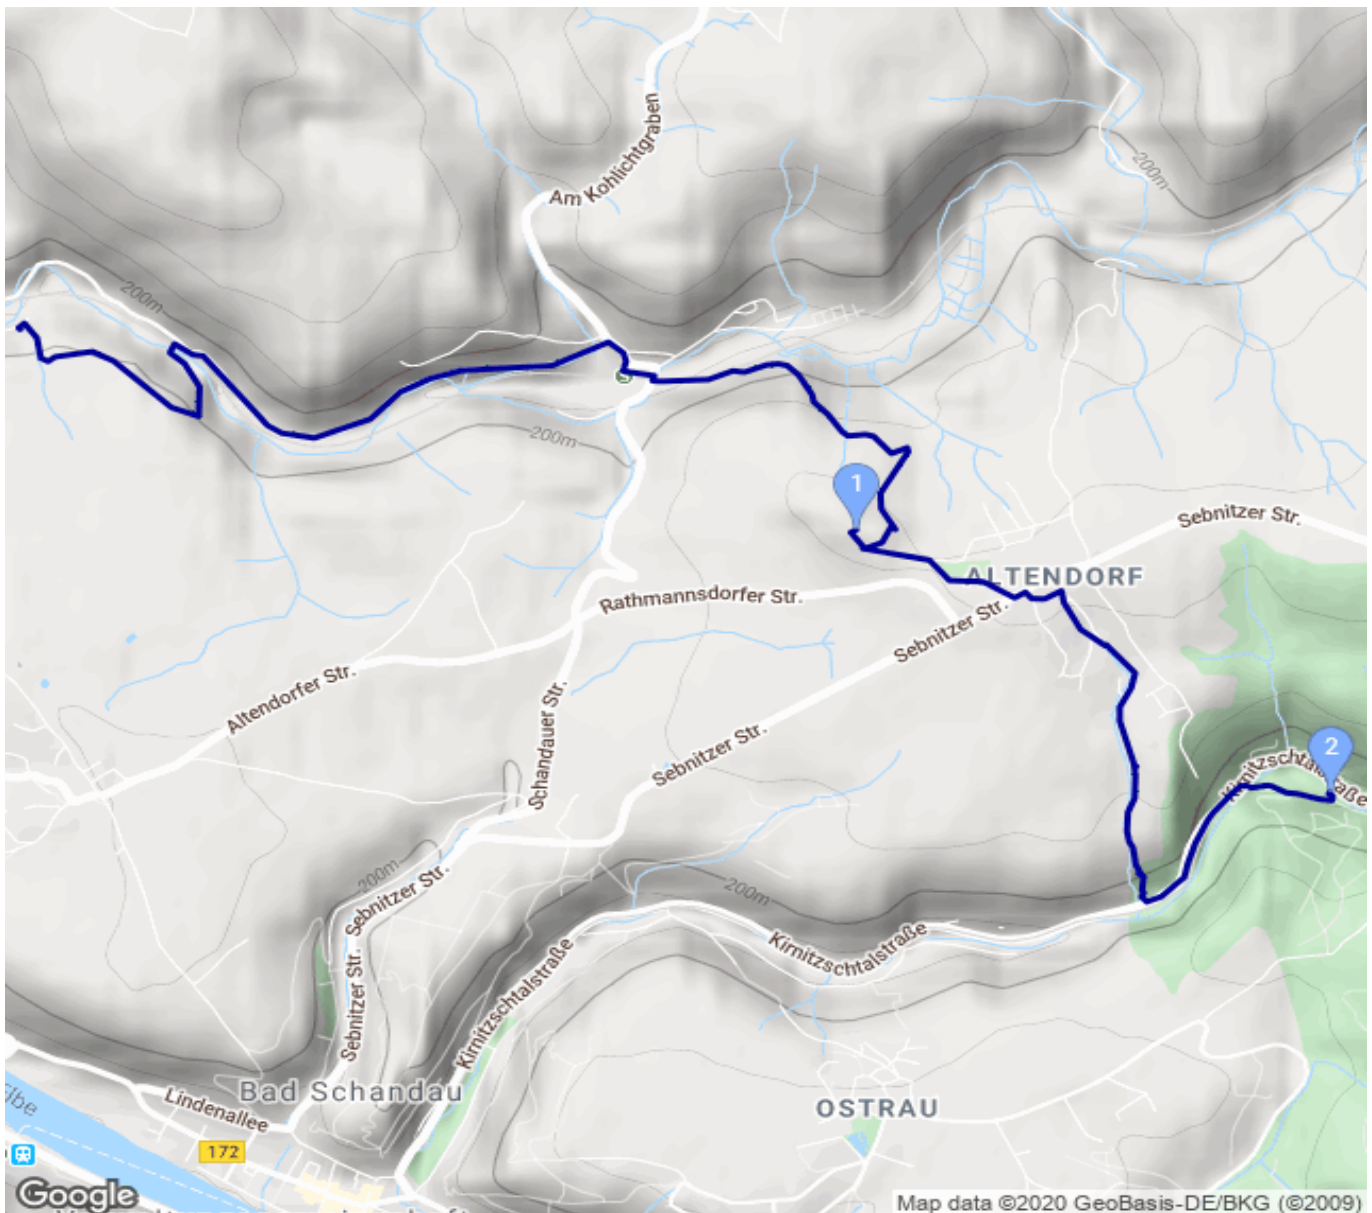 Am Kohlichtgraben
200m
200m
200m
1
Sebnitzer Str.
ALTENDORF
Rathmannsdorfer Str.
Sebnitzer Str.
Altendorfer Str.
Schandauer Str.
Sebnitzer Str.
2
Kirnitzschtalstraße
200m
Sebnitzer Str.
200m
Kirnitzschtalstraße
Sebnitzer Str.
Kirnitzschtalstraße
Bad Schandau
Lindenallee
OSTRAU
172
Google
Map data ©2020 GeoBasis-DE/BKG (©2009)